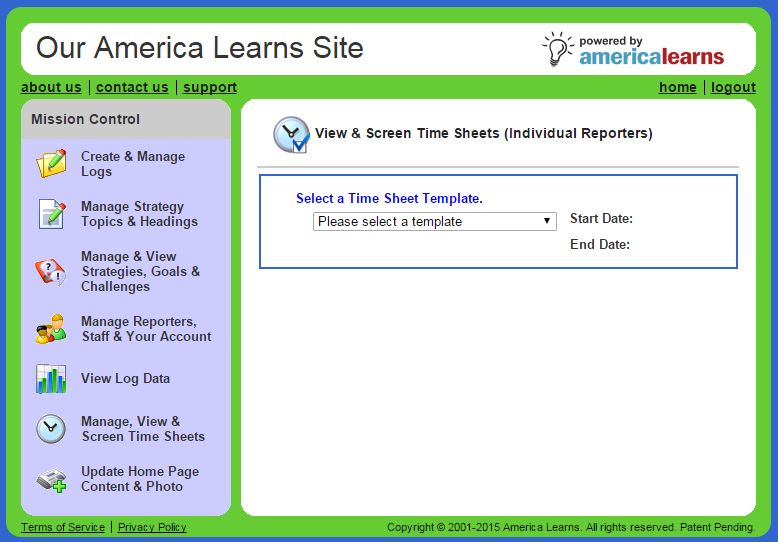 Our America Learns Site
powered by
americalearns
about us | contact us | support
home | logout
Mission Control
Create & Manage
Logs
Manage Strategy
Topics & Headings
Manage & View
Strategies, Goals &
Challenges
Manage Reporters,
Staff & Your Account
View Log Data
Manage, View &
Screen Time Sheets
Update Home Page
Content & Photo
View & Screen Time Sheets (Individual Reporters)
Select a Time Sheet Template.
Please select a template
Start Date:
End Date:
Terms of Service | Privacy Policy
Copyright © 2001-2015 America Learns. All rights reserved. Patent Pending.